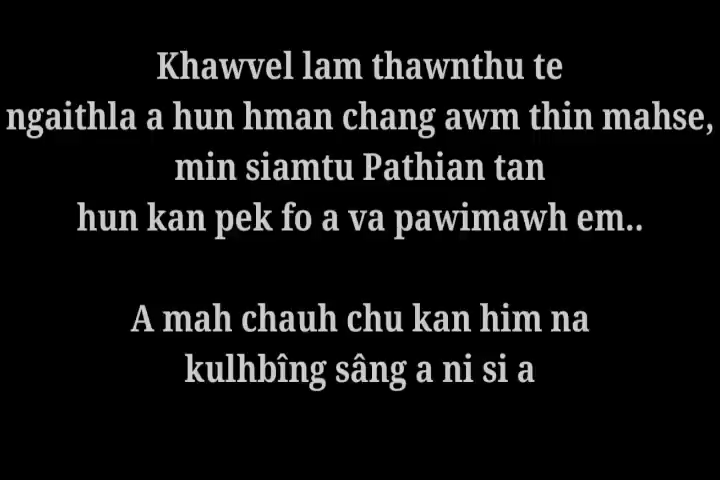 Khawvel lam thawnthu te
ngaithla a hun hman chang awm thin mahse,
min siamtu Pathian tan
hun kan pek fo a va pawimawh em..
A mah chauh chu kan him na
kulhbîng sâng a ni si a